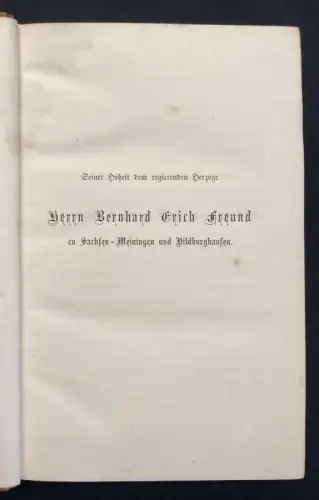 Seiner Hoheit dem regierenden Herzoge
Herrn Bernhard Erich Freund
zu Sachsen-Meiningen und Hildburghausen.